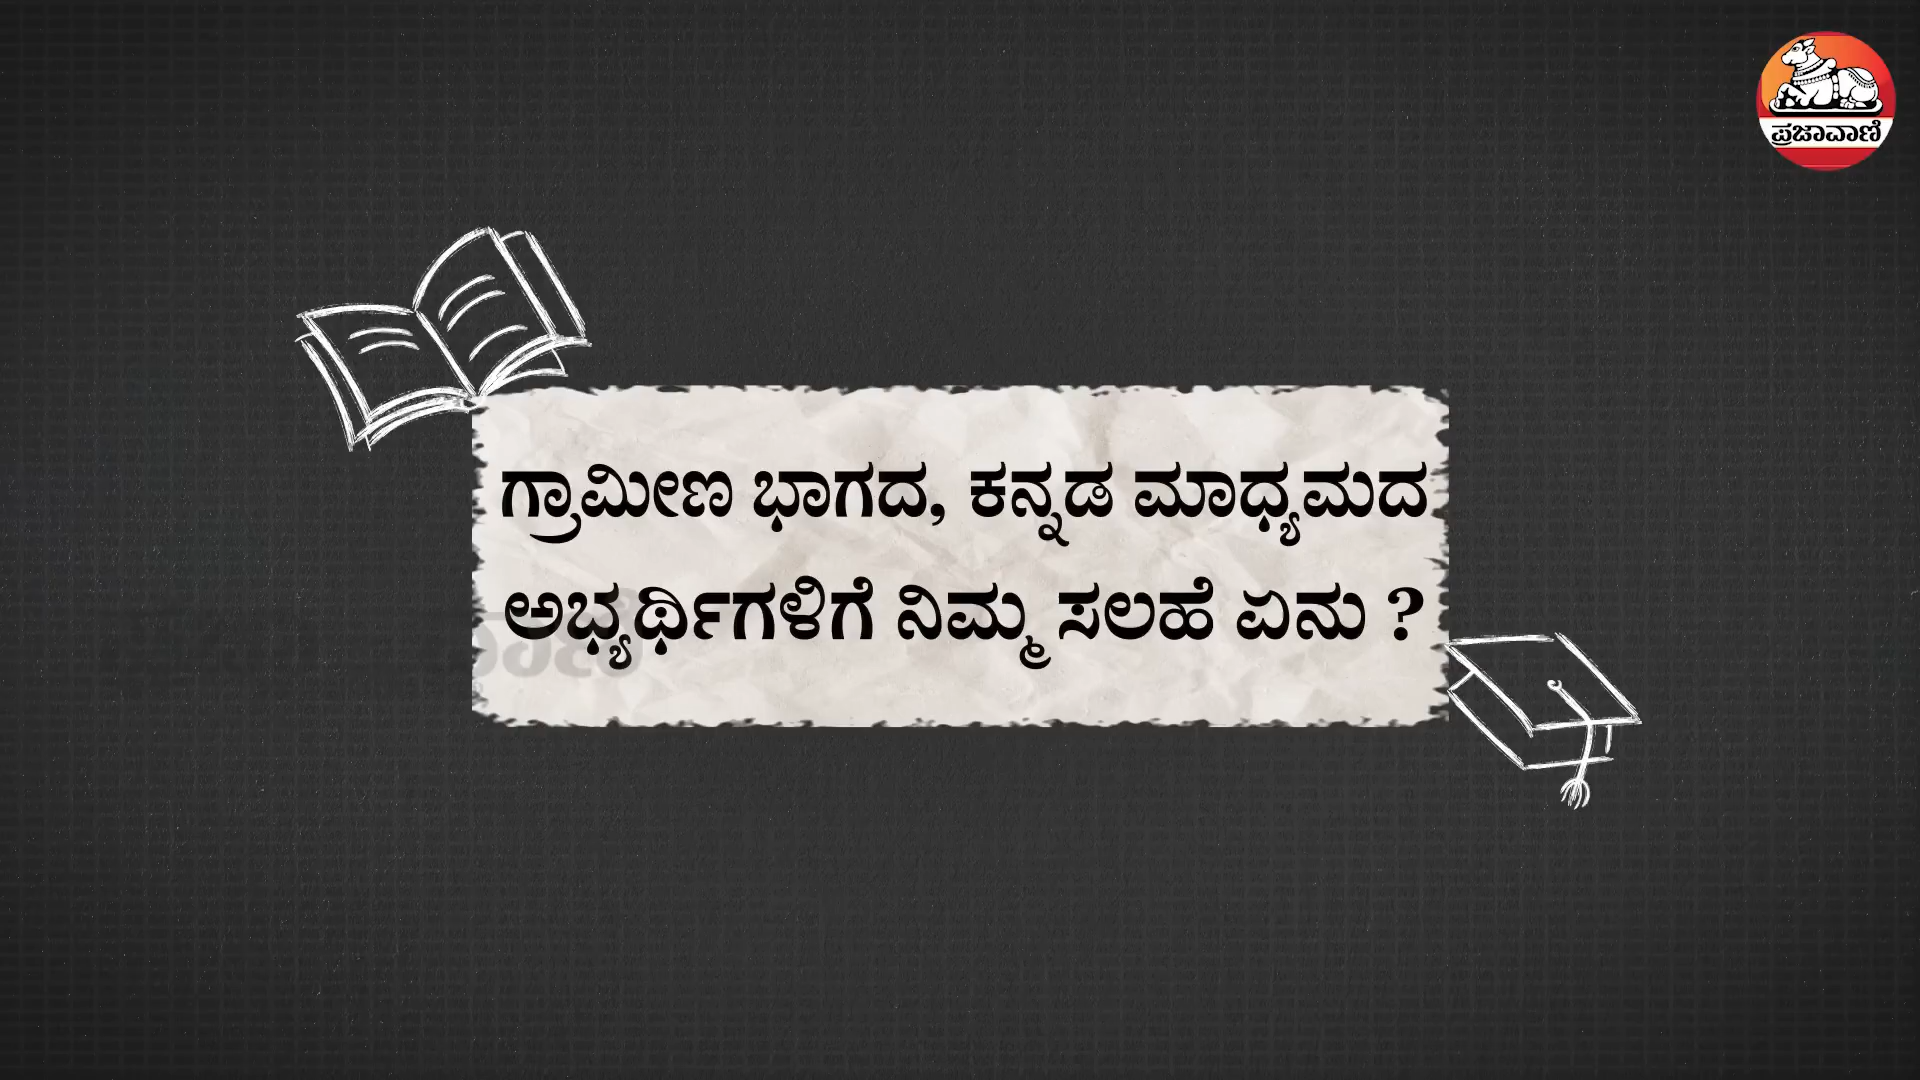 ಪ್ರಜಾವಾಣಿ
ಗ್ರಾಮೀಣ ಭಾಗದ, ಕನ್ನಡ ಮಾಧ್ಯಮದ
ಅಭ್ಯರ್ಥಿಗಳಿಗೆ ನಿಮ್ಮ ಸಲಹೆ ಏನು ?